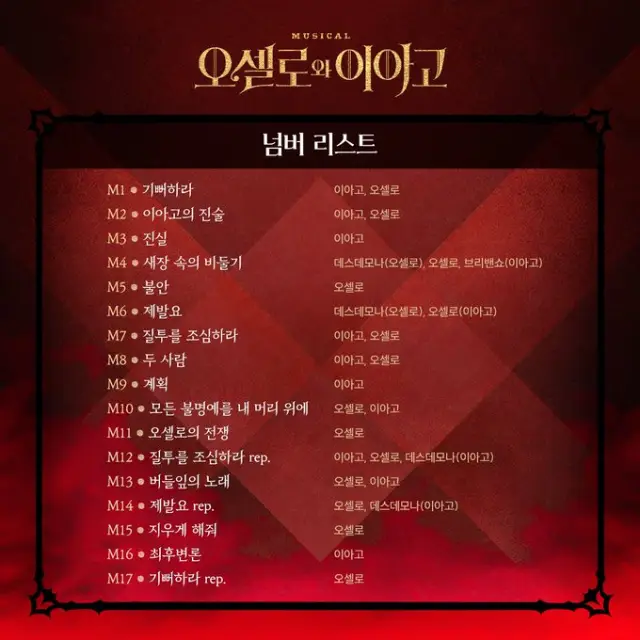 MUSICAL
오셀로와 이아고
넘버 리스트
M1 ● 기뻐하라 이아고, 오셀로
M2 ● 이아고의 진술 이아고, 오셀로
M3 ● 진실 이아고
M4 ● 새장 속의 비둘기 데스데모나(오셀로), 오셀로, 브리밴쇼(이아고)
M5 ● 불안 오셀로
M6 ● 제발요 데스데모나(오셀로), 오셀로(이아고)
M7 ● 질투를 조심하라 이아고, 오셀로
M8 ● 두 사람 이아고, 오셀로
M9 ● 계획 이아고
M10 ● 모든 불명예를 내 머리 위에 오셀로, 이아고
M11 ● 오셀로의 전쟁 오셀로
M12 ● 질투를 조심하라 rep. 이아고, 오셀로, 데스데모나(이아고)
M13 ● 버들잎의 노래 오셀로, 이아고
M14 ● 제발요 rep. 오셀로, 데스데모나(이아고)
M15 ● 지우게 해줘 오셀로
M16 ● 최후변론 이아고
M17 ● 기뻐하라 rep. 오셀로